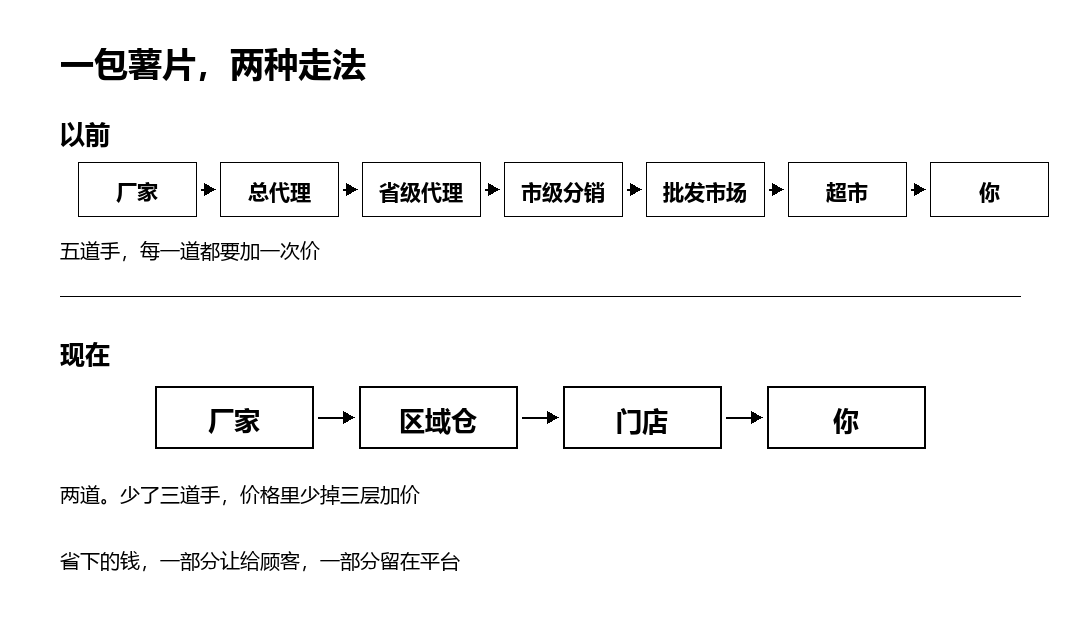 一包薯片，两种走法
以前
厂家 总代理 省级代理 市级分销 批发市场 超市 你
五道手，每一道都要加一次价
现在
厂家 区域仓 门店 你
两道。少了三道手，价格里少掉三层加价
省下的钱，一部分让给顾客，一部分留在平台